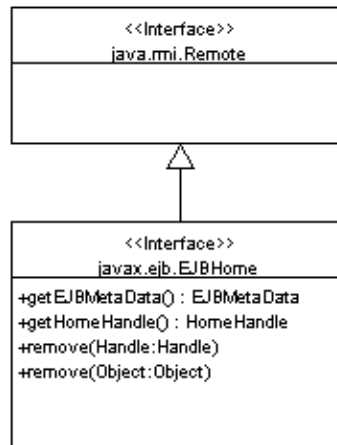 <<Interface>>
java.rmi.Remote
<<Interface>>
javax.ejb.EJBHome
+getEJBMetaData() : EJBMetaData
+getHomeHandle() : HomeHandle
+remove(Handle:Handle)
+remove(Object:Object)